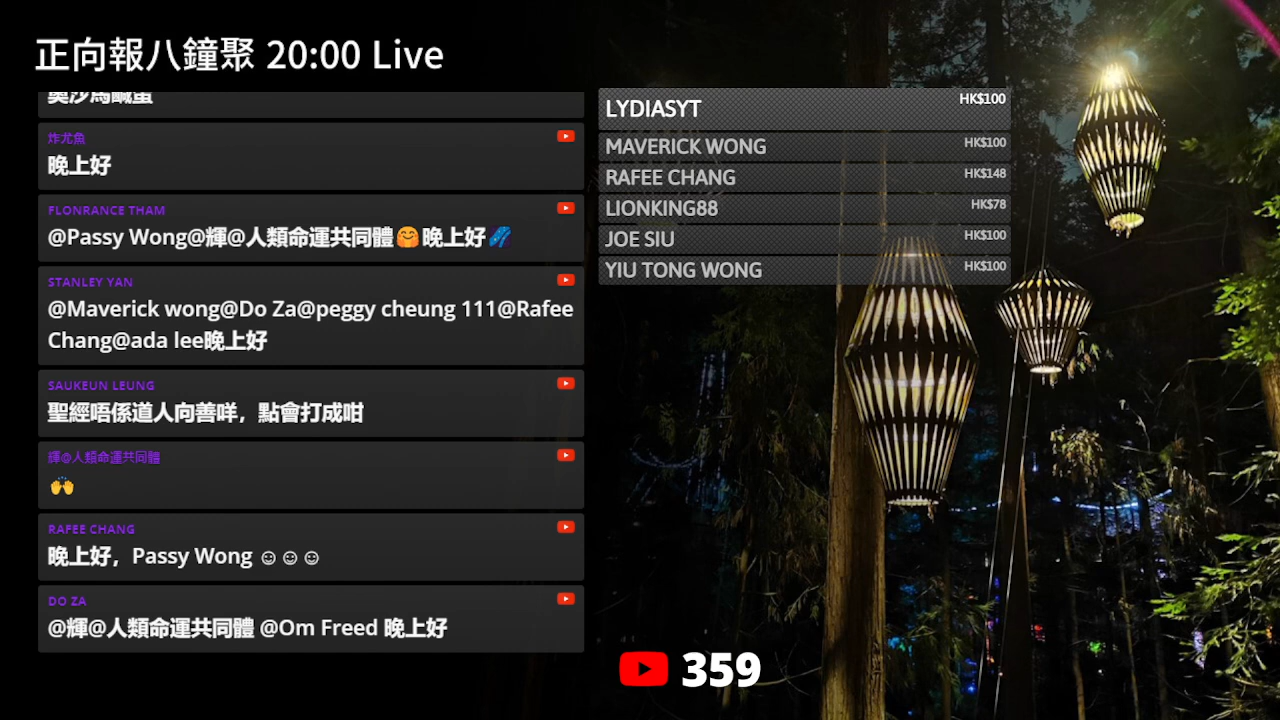 正向報八鐘聚 20:00 Live
奧沙馬鹹蛋
炸尤魚
晚上好
FLONRANCE THAM
@Passy Wong@輝@人類命運共同體🤗晚上好🌌
STANLEY YAN
@Maverick wong@Do Za@peggy cheung 111@Rafee
Chang@ada lee晚上好
SAUKEUN LEUNG
聖經唔係道人向善咩，點會打成咁
輝@人類命運共同體
🙌
RAFEE CHANG
晚上好，Passy Wong ☺☺☺
DO ZA
@輝@人類命運共同體 @Om Freed 晚上好
LYDIASYT HK$100
MAVERICK WONG HK$100
RAFEE CHANG HK$148
LIONKING88 HK$78
JOE SIU HK$100
YIU TONG WONG HK$100
359